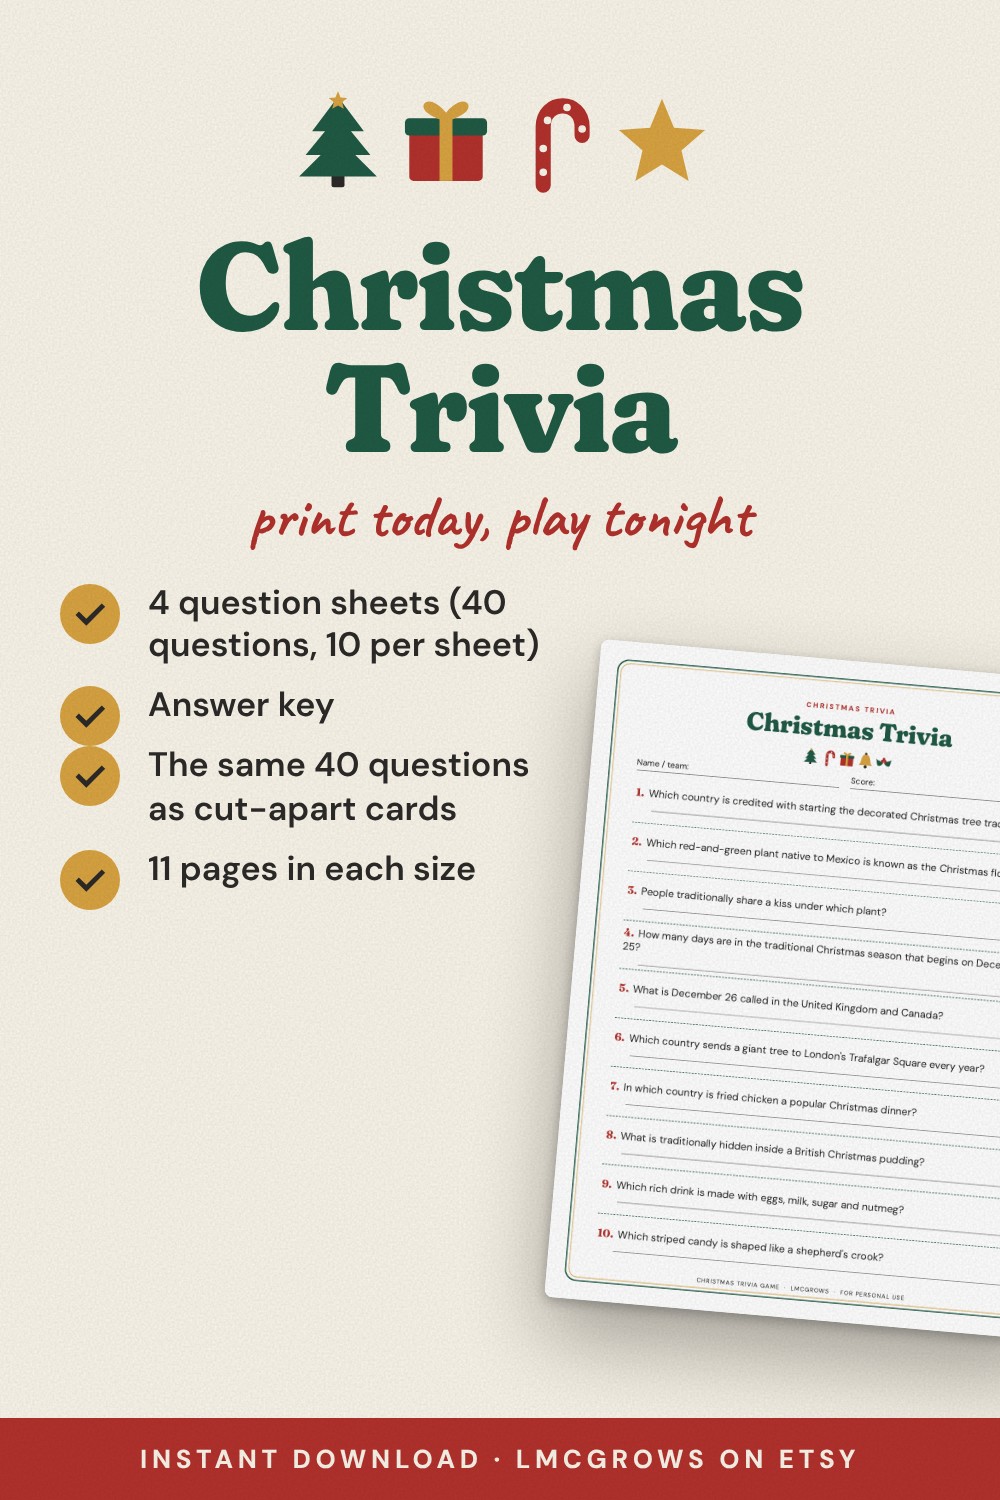 Christmas
Trivia
print today, play tonight
4 question sheets (40
questions, 10 per sheet)
Answer key
The same 40 questions
as cut-apart cards
11 pages in each size
CHRISTMAS TRIVIA
Christmas Trivia
Name / team:
Score:
1. Which country is credited with starting the decorated Christmas tree
2. Which red-and-green plant native to Mexico is known as the Christmas
3. People traditionally share a kiss under which plant?
4. How many days are in the traditional Christmas season that begins on
25?
5. What is December 26 called in the United Kingdom and Canada?
6. Which country sends a giant tree to London's Trafalgar Square every year?
7. In which country is fried chicken a popular Christmas dinner?
8. What is traditionally hidden inside a British Christmas pudding?
9. Which rich drink is made with eggs, milk, sugar and nutmeg?
10. Which striped candy is shaped like a shepherd's crook?
CHRISTMAS TRIVIA GAME · LMCGROWS · FOR PERSONAL USE
INSTANT DOWNLOAD · LMCGROWS ON ETSY